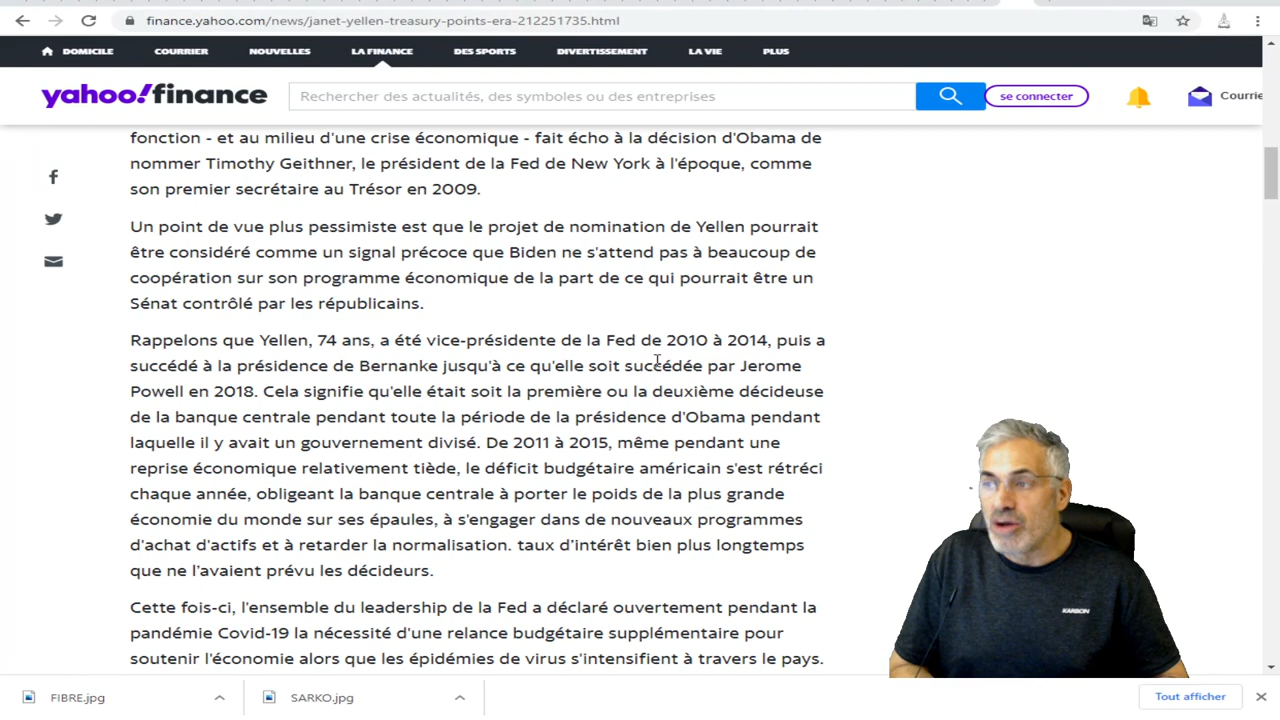 finance.yahoo.com/news/janet-yellen-treasury-points-era-212251735.html
DOMICILE COURRIER NOUVELLES LA FINANCE DES SPORTS DIVERTISSEMENT LA VIE PLUS
yahoo!finance Rechercher des actualités, des symboles ou des entreprises se connecter Courrie
fonction - et au milieu d'une crise économique - fait écho à la décision d'Obama de
nommer Timothy Geithner, le président de la Fed de New York à l'époque, comme
son premier secrétaire au Trésor en 2009.
Un point de vue plus pessimiste est que le projet de nomination de Yellen pourrait
être considéré comme un signal précoce que Biden ne s'attend pas à beaucoup de
coopération sur son programme économique de la part de ce qui pourrait être un
Sénat contrôlé par les républicains.
Rappelons que Yellen, 74 ans, a été vice-présidente de la Fed de 2010 à 2014, puis a
succédé à la présidence de Bernanke jusqu'à ce qu'elle soit succédée par Jerome
Powell en 2018. Cela signifie qu'elle était soit la première ou la deuxième décideuse
de la banque centrale pendant toute la période de la présidence d'Obama pendant
laquelle il y avait un gouvernement divisé. De 2011 à 2015, même pendant une
reprise économique relativement tiède, le déficit budgétaire américain s'est rétréci
chaque année, obligeant la banque centrale à porter le poids de la plus grande
économie du monde sur ses épaules, à s'engager dans de nouveaux programmes
d'achat d'actifs et à retarder la normalisation. taux d'intérêt bien plus longtemps
que ne l'avaient prévu les décideurs.
Cette fois-ci, l'ensemble du leadership de la Fed a déclaré ouvertement pendant la
pandémie Covid-19 la nécessité d'une relance budgétaire supplémentaire pour
soutenir l'économie alors que les épidémies de virus s'intensifient à travers le pays.
KARBON
FIBRE.jpg SARKO.jpg Tout afficher